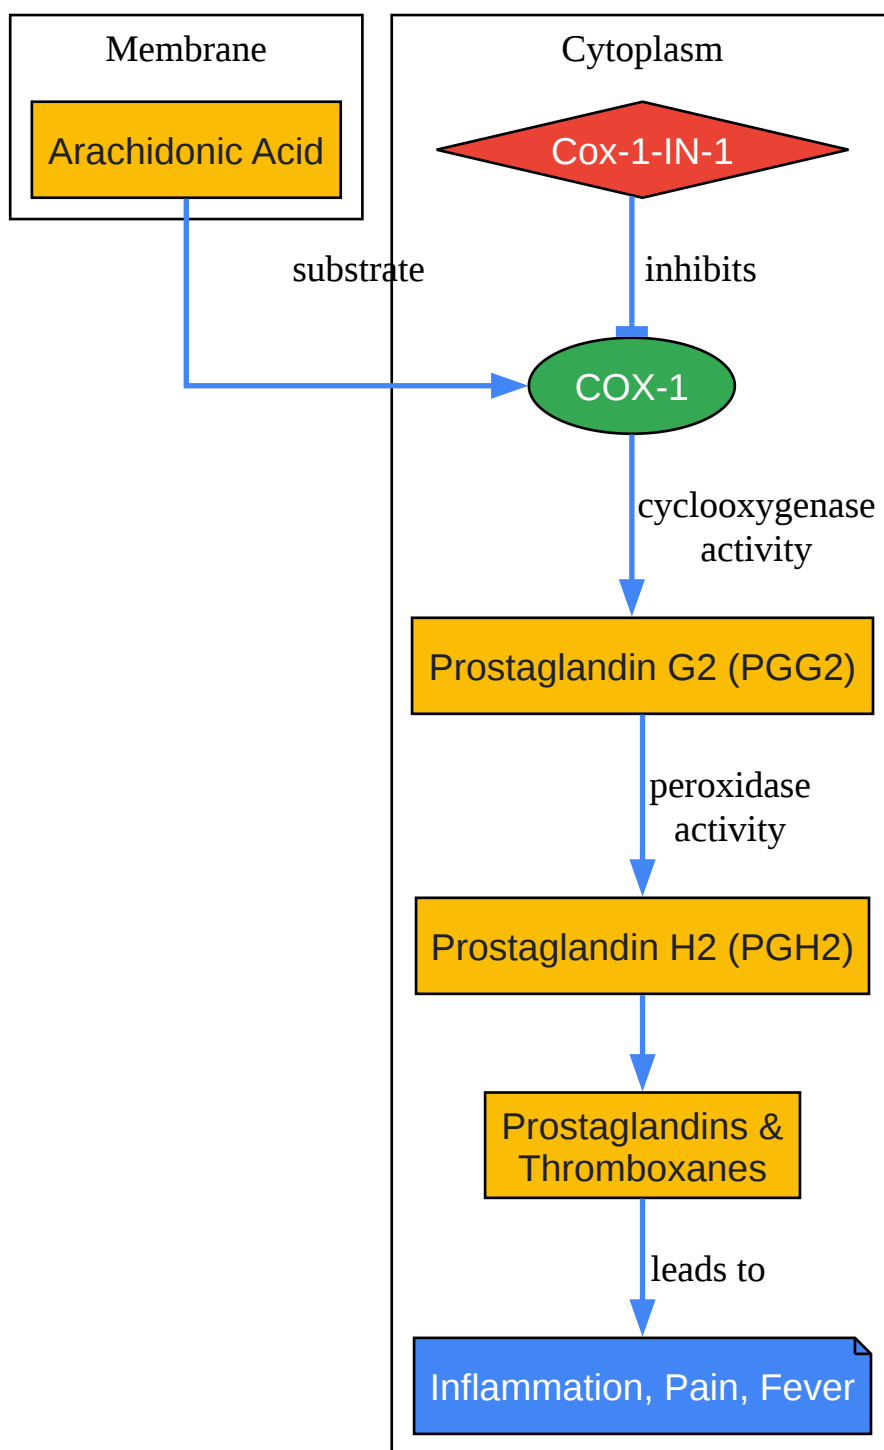 Membrane
Cytoplasm
Arachidonic Acid
Cox-1-IN-1
substrate
inhibits
COX-1
cyclooxygenase
activity
Prostaglandin G2 (PGG2)
peroxidase
activity
Prostaglandin H2 (PGH2)
Prostaglandins &
Thromboxanes
leads to
Inflammation, Pain, Fever